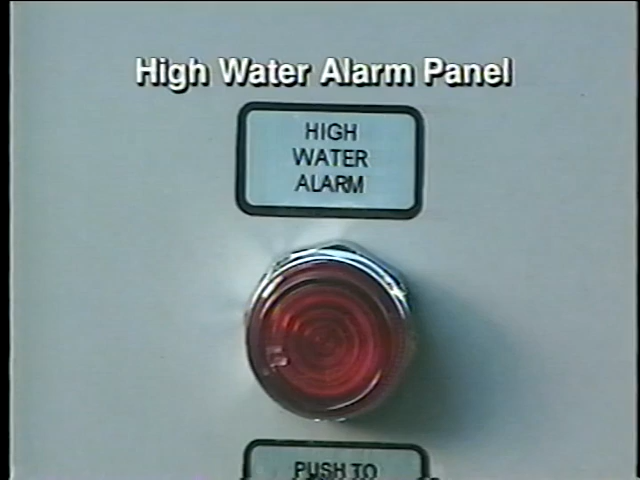 High Water Alarm Panel
HIGH
WATER
ALARM
PUSH TO